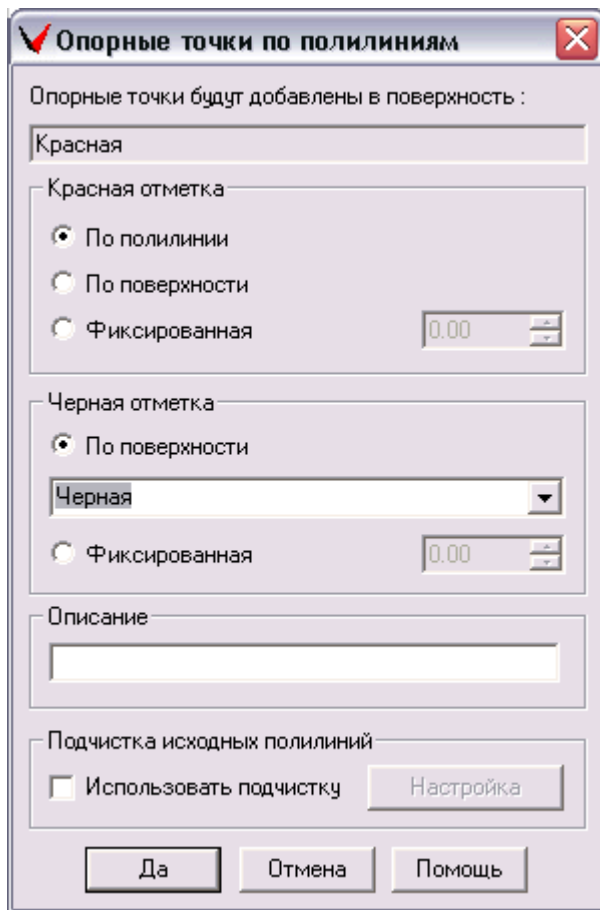 Опорные точки по полилиниям
Опорные точки будут добавлены в поверхность :
Красная
Красная отметка
По полилинии
По поверхности
Фиксированная 0.00
Черная отметка
По поверхности
Черная
Фиксированная 0.00
Описание
Подчистка исходных полилиний
Использовать подчистку Настройка
Да Отмена Помощь